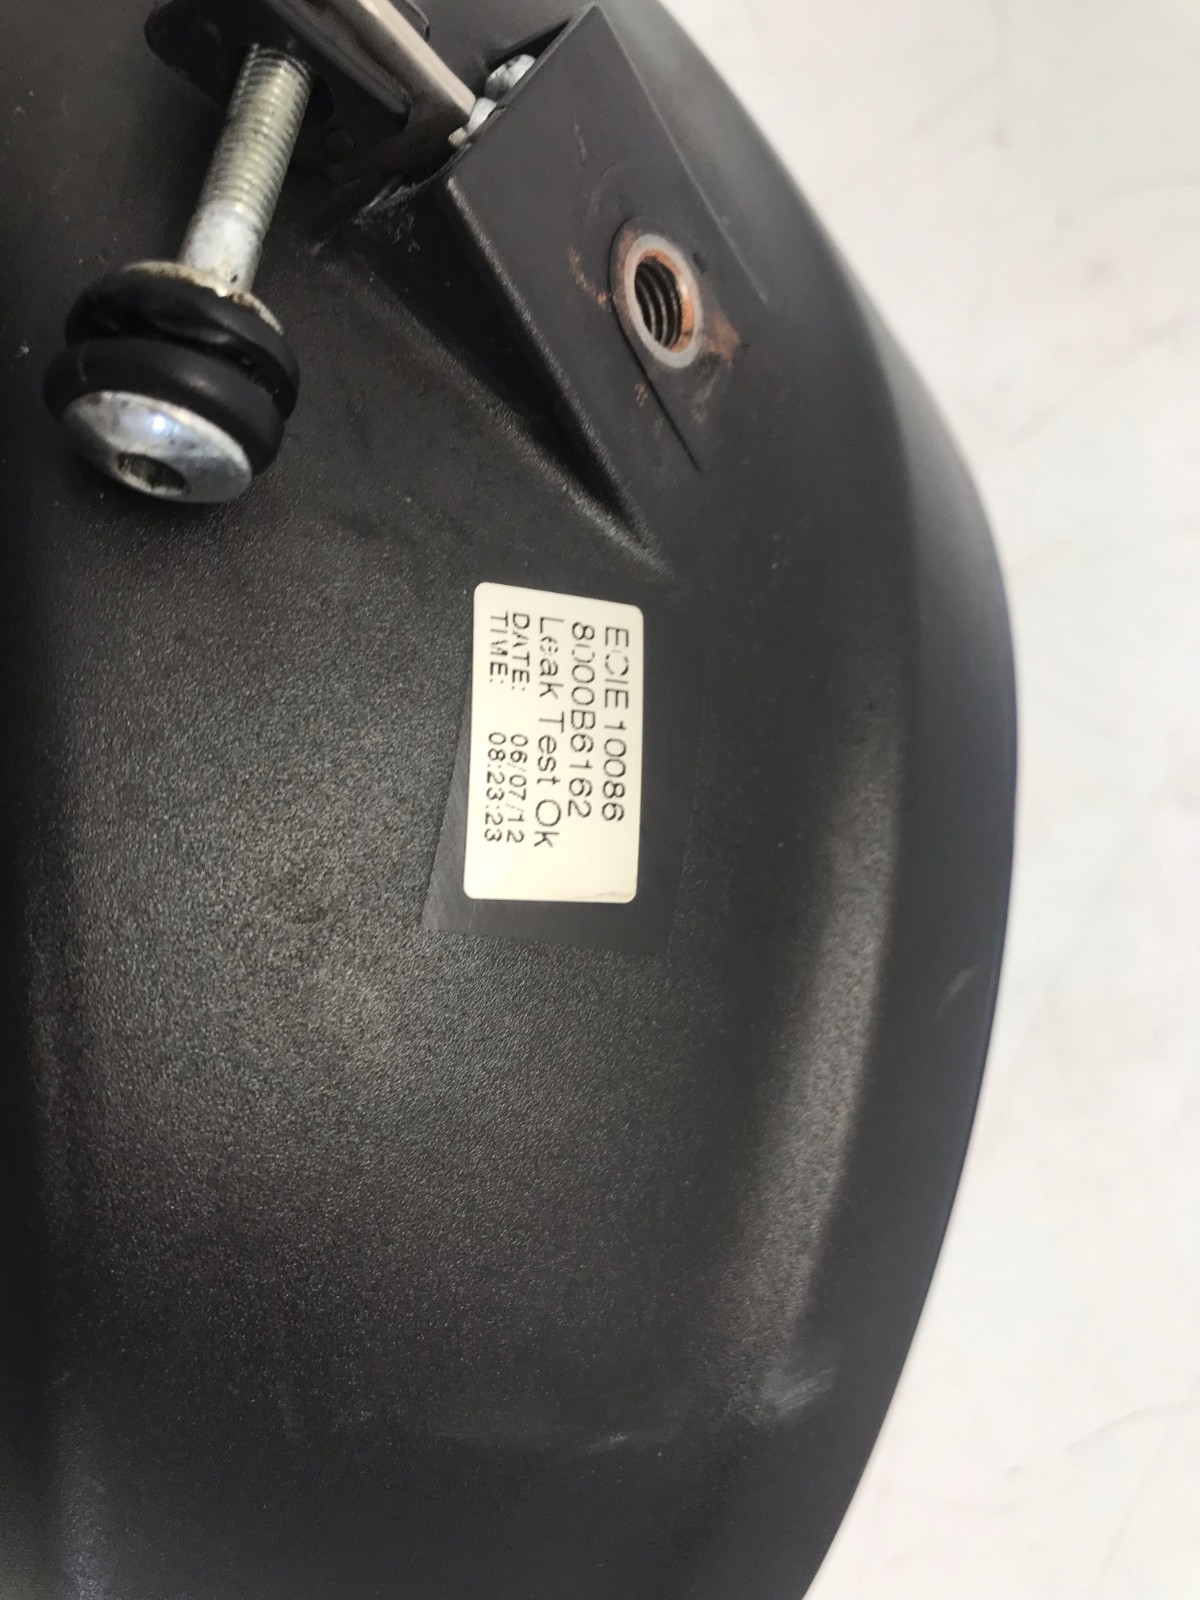 ECIE10086
8000B6162
Leak Test Ok
DATE: 06/07/12
TIME: 08:23:23